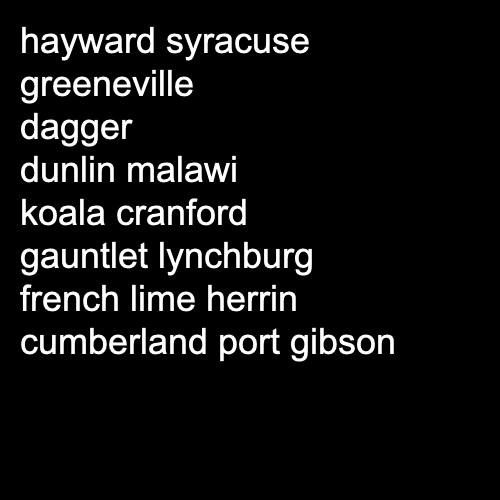 hayward syracuse
greeneville
dagger
dunlin malawi
koala cranford
gauntlet lynchburg
french lime herrin
cumberland port gibson